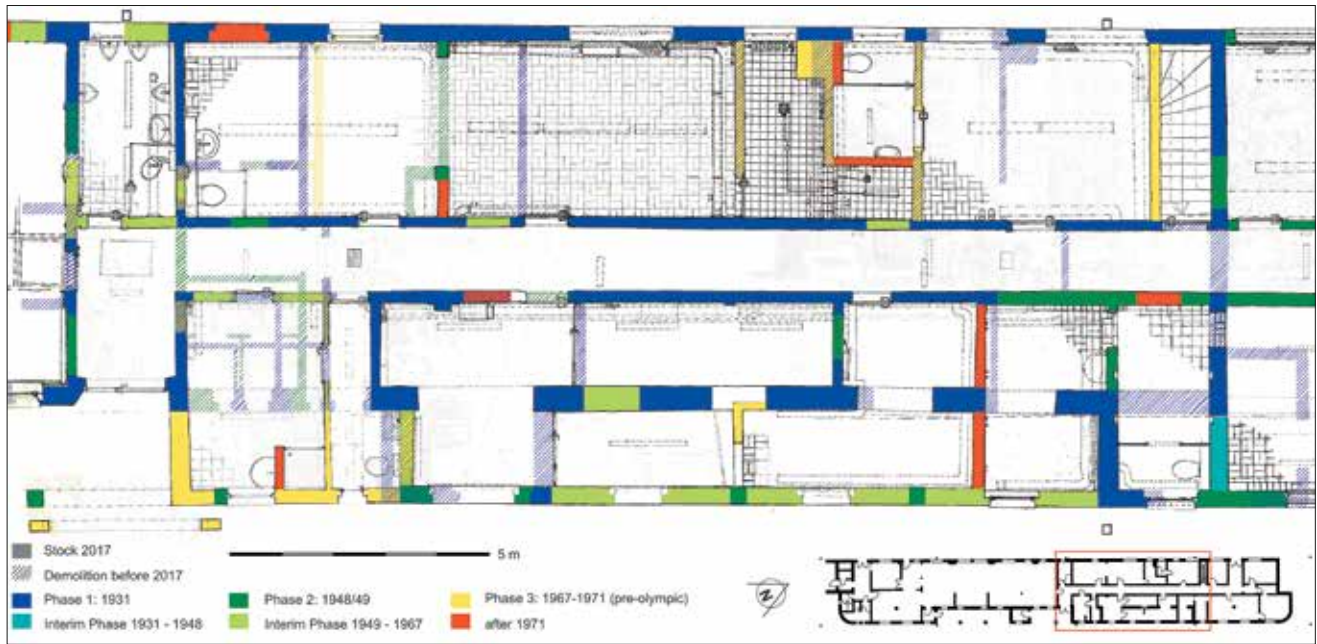 Stock 2017
5 m
Demolition before 2017
Phase 1: 1931
Phase 2: 1948/49
Phase 3: 1967-1971 (pre-olympic)
Interim Phase 1931 - 1948
Interim Phase 1949 - 1967
after 1971